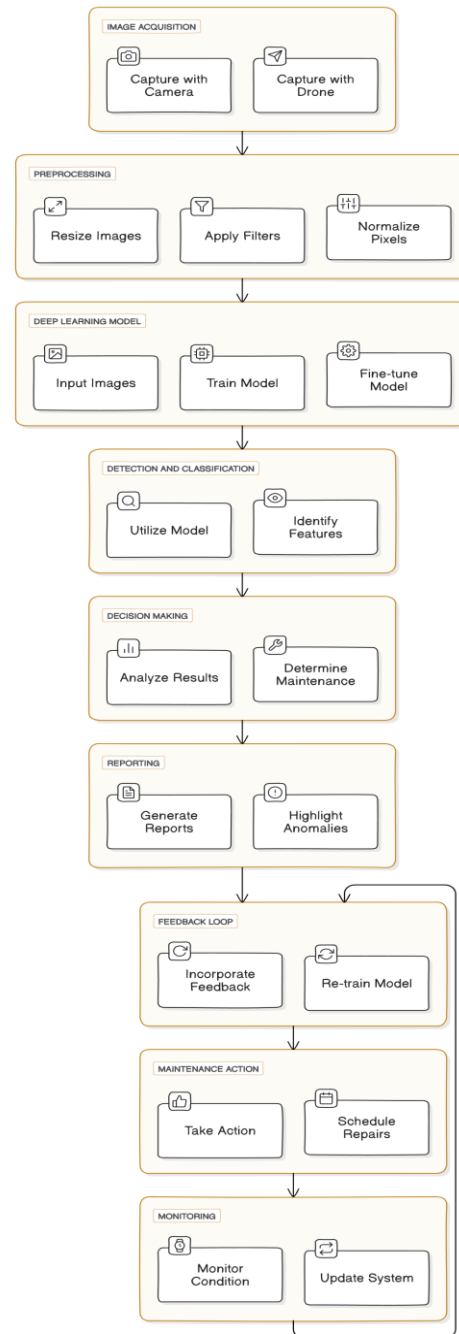 IMAGE ACQUISITION
Capture with
Camera
Capture with
Drone
PREPROCESSING
Resize Images
Apply Filters
Normalize
Pixels
DEEP LEARNING MODEL
Input Images
Train Model
Fine-tune
Model
DETECTION AND CLASSIFICATION
Utilize Model
Identify
Features
DECISION MAKING
Analyze Results
Determine
Maintenance
REPORTING
Generate
Reports
Highlight
Anomalies
FEEDBACK LOOP
Incorporate
Feedback
Re-train Model
MAINTENANCE ACTION
Take Action
Schedule
Repairs
MONITORING
Monitor
Condition
Update System